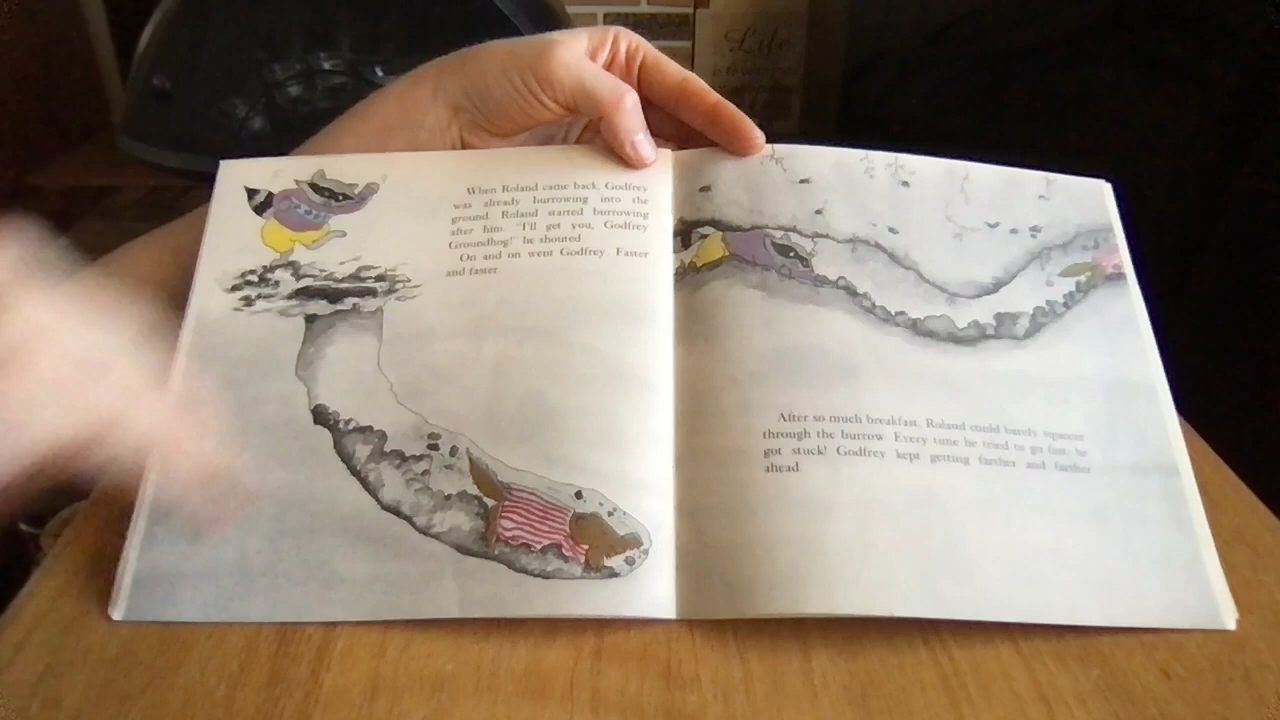 Life
When Roland came back, Godfrey
was already burrowing into the
ground. Roland started burrowing
after him. "I'll get you, Godfrey
Groundhog!" he shouted.
On and on went Godfrey. Faster
and faster.
After so much breakfast, Roland could barely squeeze
through the burrow. Every time he tried to go fast, he
got stuck! Godfrey kept getting farther and farther
ahead.